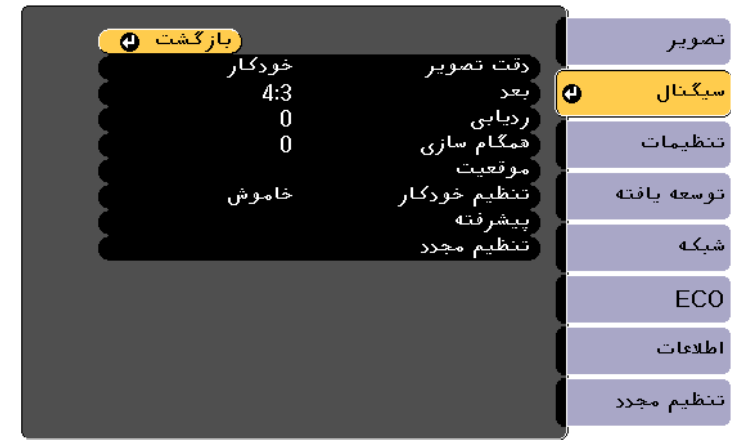 تصویر
سیگنال
تنظیمات
توسعه یافته
شبکه
ECO
اطلاعات
تنظیم مجدد
بازگشت
دقت تصویر خودکار
بعد 4:3
ردیابی 0
همگام سازی 0
موقعیت
تنظیم خودکار خاموش
پیشرفته
تنظیم مجدد